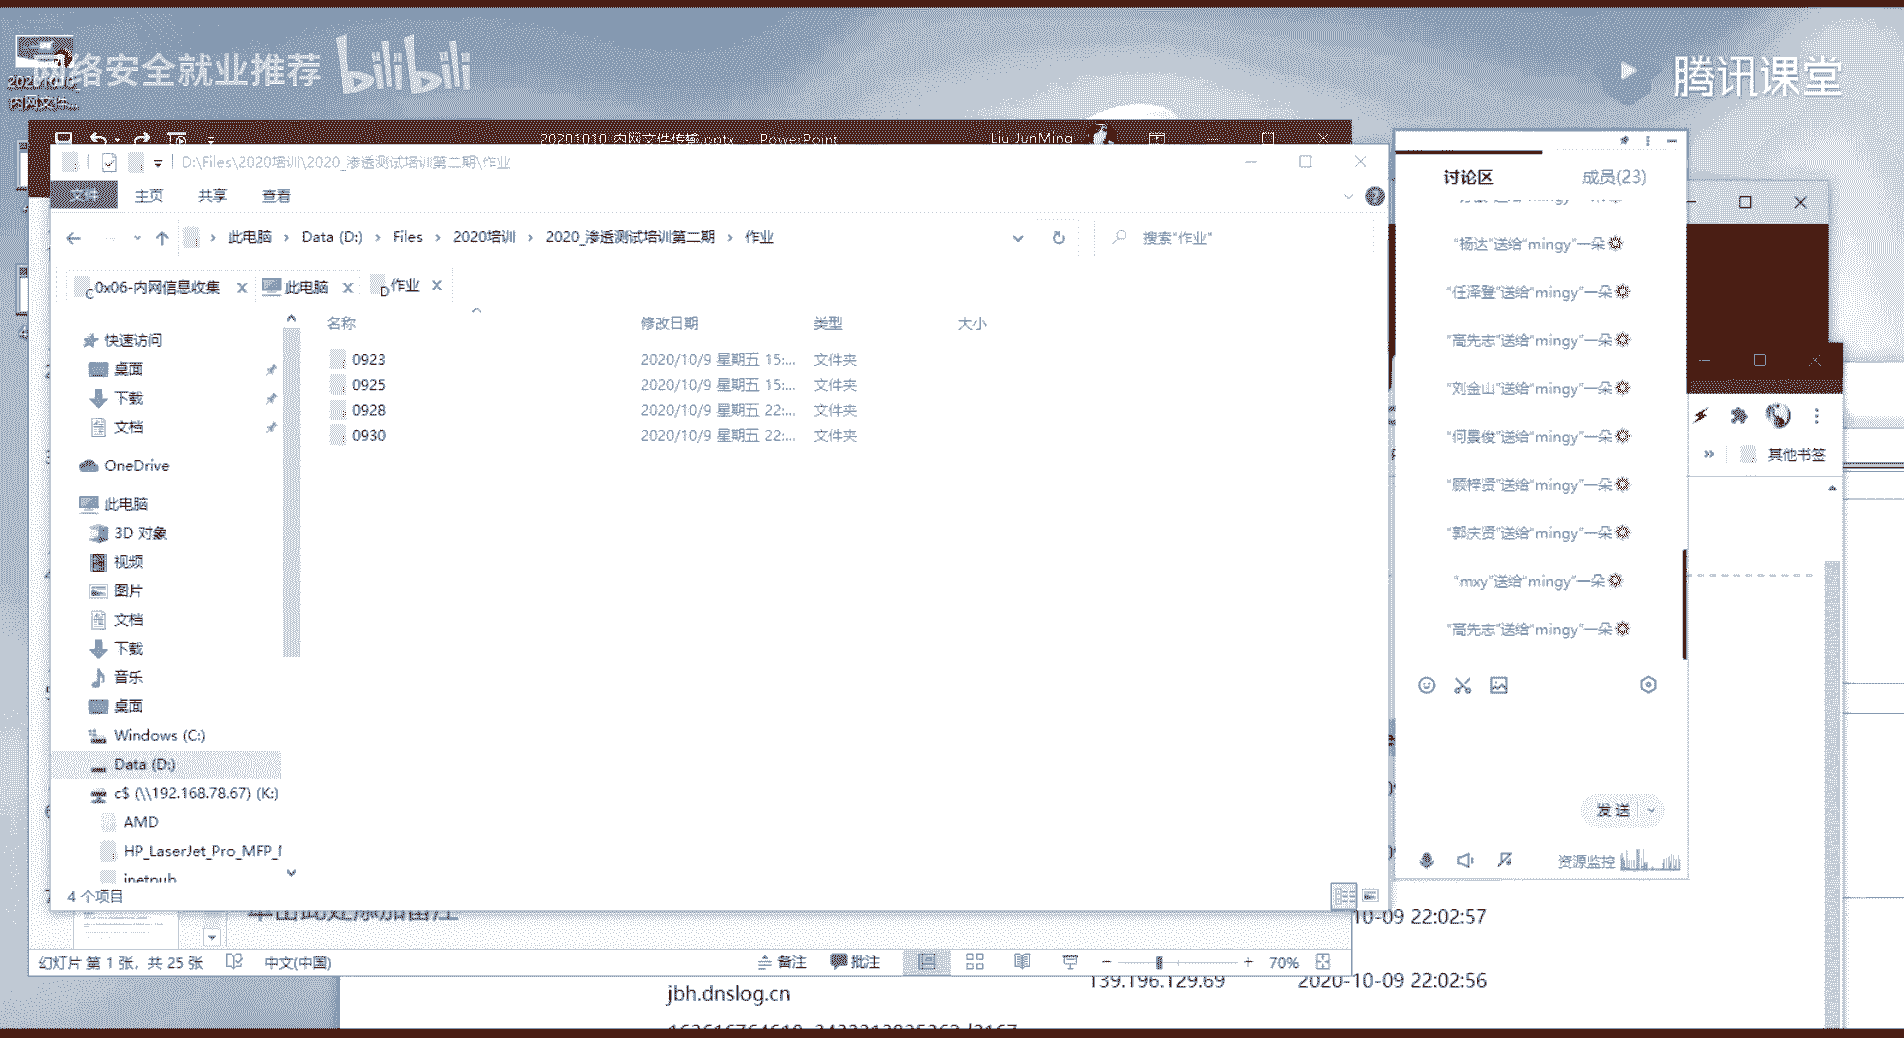 网络安全就业推荐 bilibili
腾讯课堂
内网文件...
20201010_内网文件传输.pptx - PowerPoint
Liu JunMing
D:\Files\2020培训\2020_渗透测试培训第二期\作业
文件 主页 共享 查看
此电脑 › Data (D:) › Files › 2020培训 › 2020_渗透测试培训第二期 › 作业
搜索"作业"
0x06-内网信息收集
此电脑
作业
名称 修改日期 类型 大小
0923 2020/10/9 星期五 15:... 文件夹
0925 2020/10/9 星期五 15:... 文件夹
0928 2020/10/9 星期五 22:... 文件夹
0930 2020/10/9 星期五 22:... 文件夹
快速访问
桌面
下载
文档
OneDrive
此电脑
3D 对象
视频
图片
文档
下载
音乐
桌面
Windows (C:)
Data (D:)
c$ (\\192.168.78.67) (K:)
AMD
HP_LaserJet_Pro_MFP_
inetpub
4 个项目
讨论区 成员(23)
"杨达"送给"mingy"一朵
"任泽登"送给"mingy"一朵
"高先志"送给"mingy"一朵
"刘金山"送给"mingy"一朵
"何景俊"送给"mingy"一朵
"顾梓贤"送给"mingy"一朵
"郭庆贤"送给"mingy"一朵
"mxy"送给"mingy"一朵
"高先志"送给"mingy"一朵
发送
资源监控
其他书签
单击此处添加备注
幻灯片 第 1 张，共 25 张 中文(中国)
备注 批注 70%
10-09 22:02:57
139.196.129.69 2020-10-09 22:02:56
jbh.dnslog.cn